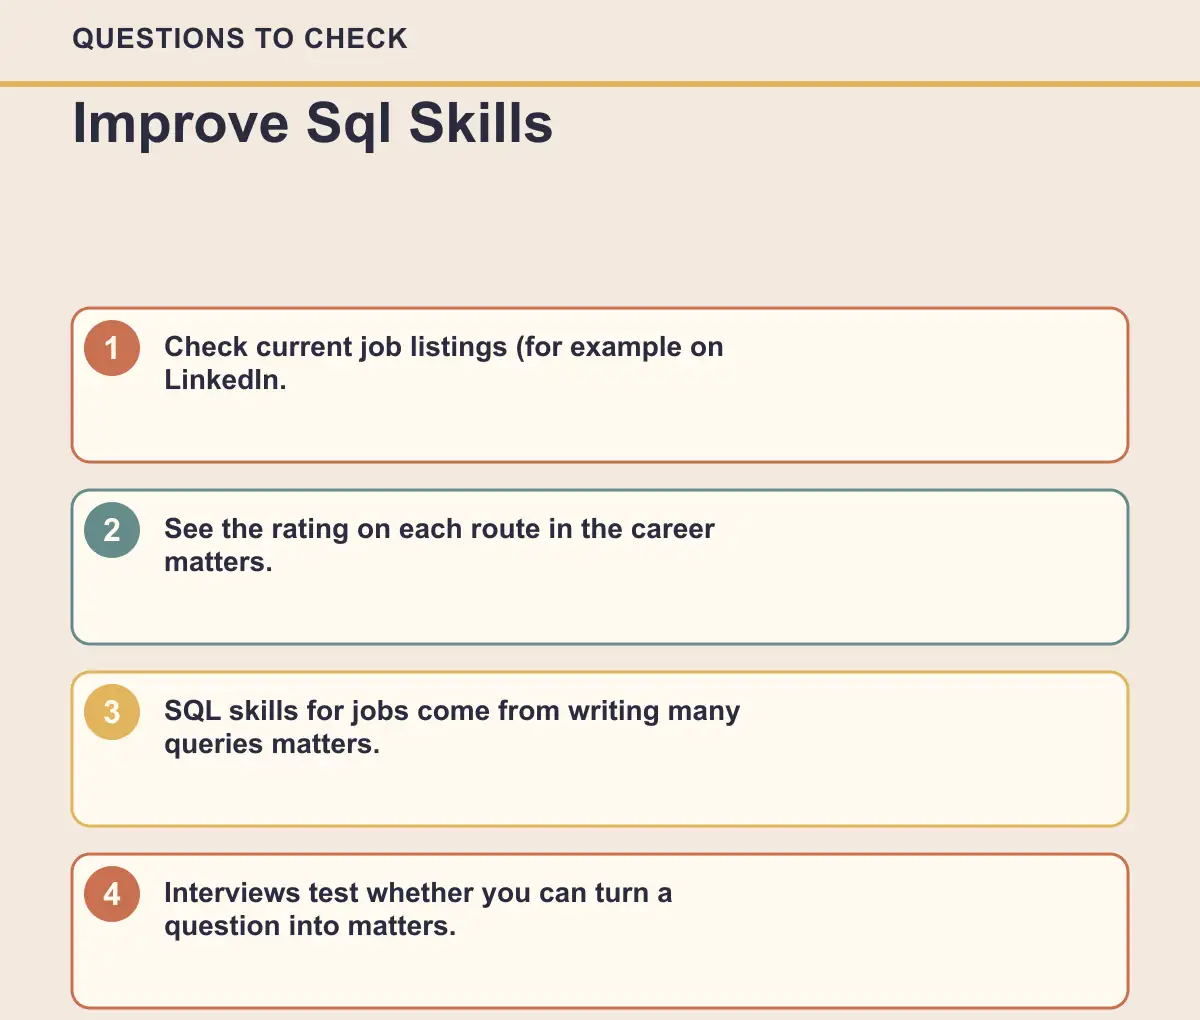 QUESTIONS TO CHECK
Improve Sql Skills
1
Check current job listings (for example on
LinkedIn.
2
See the rating on each route in the career
matters.
3
SQL skills for jobs come from writing many
queries matters.
4
Interviews test whether you can turn a
question into matters.